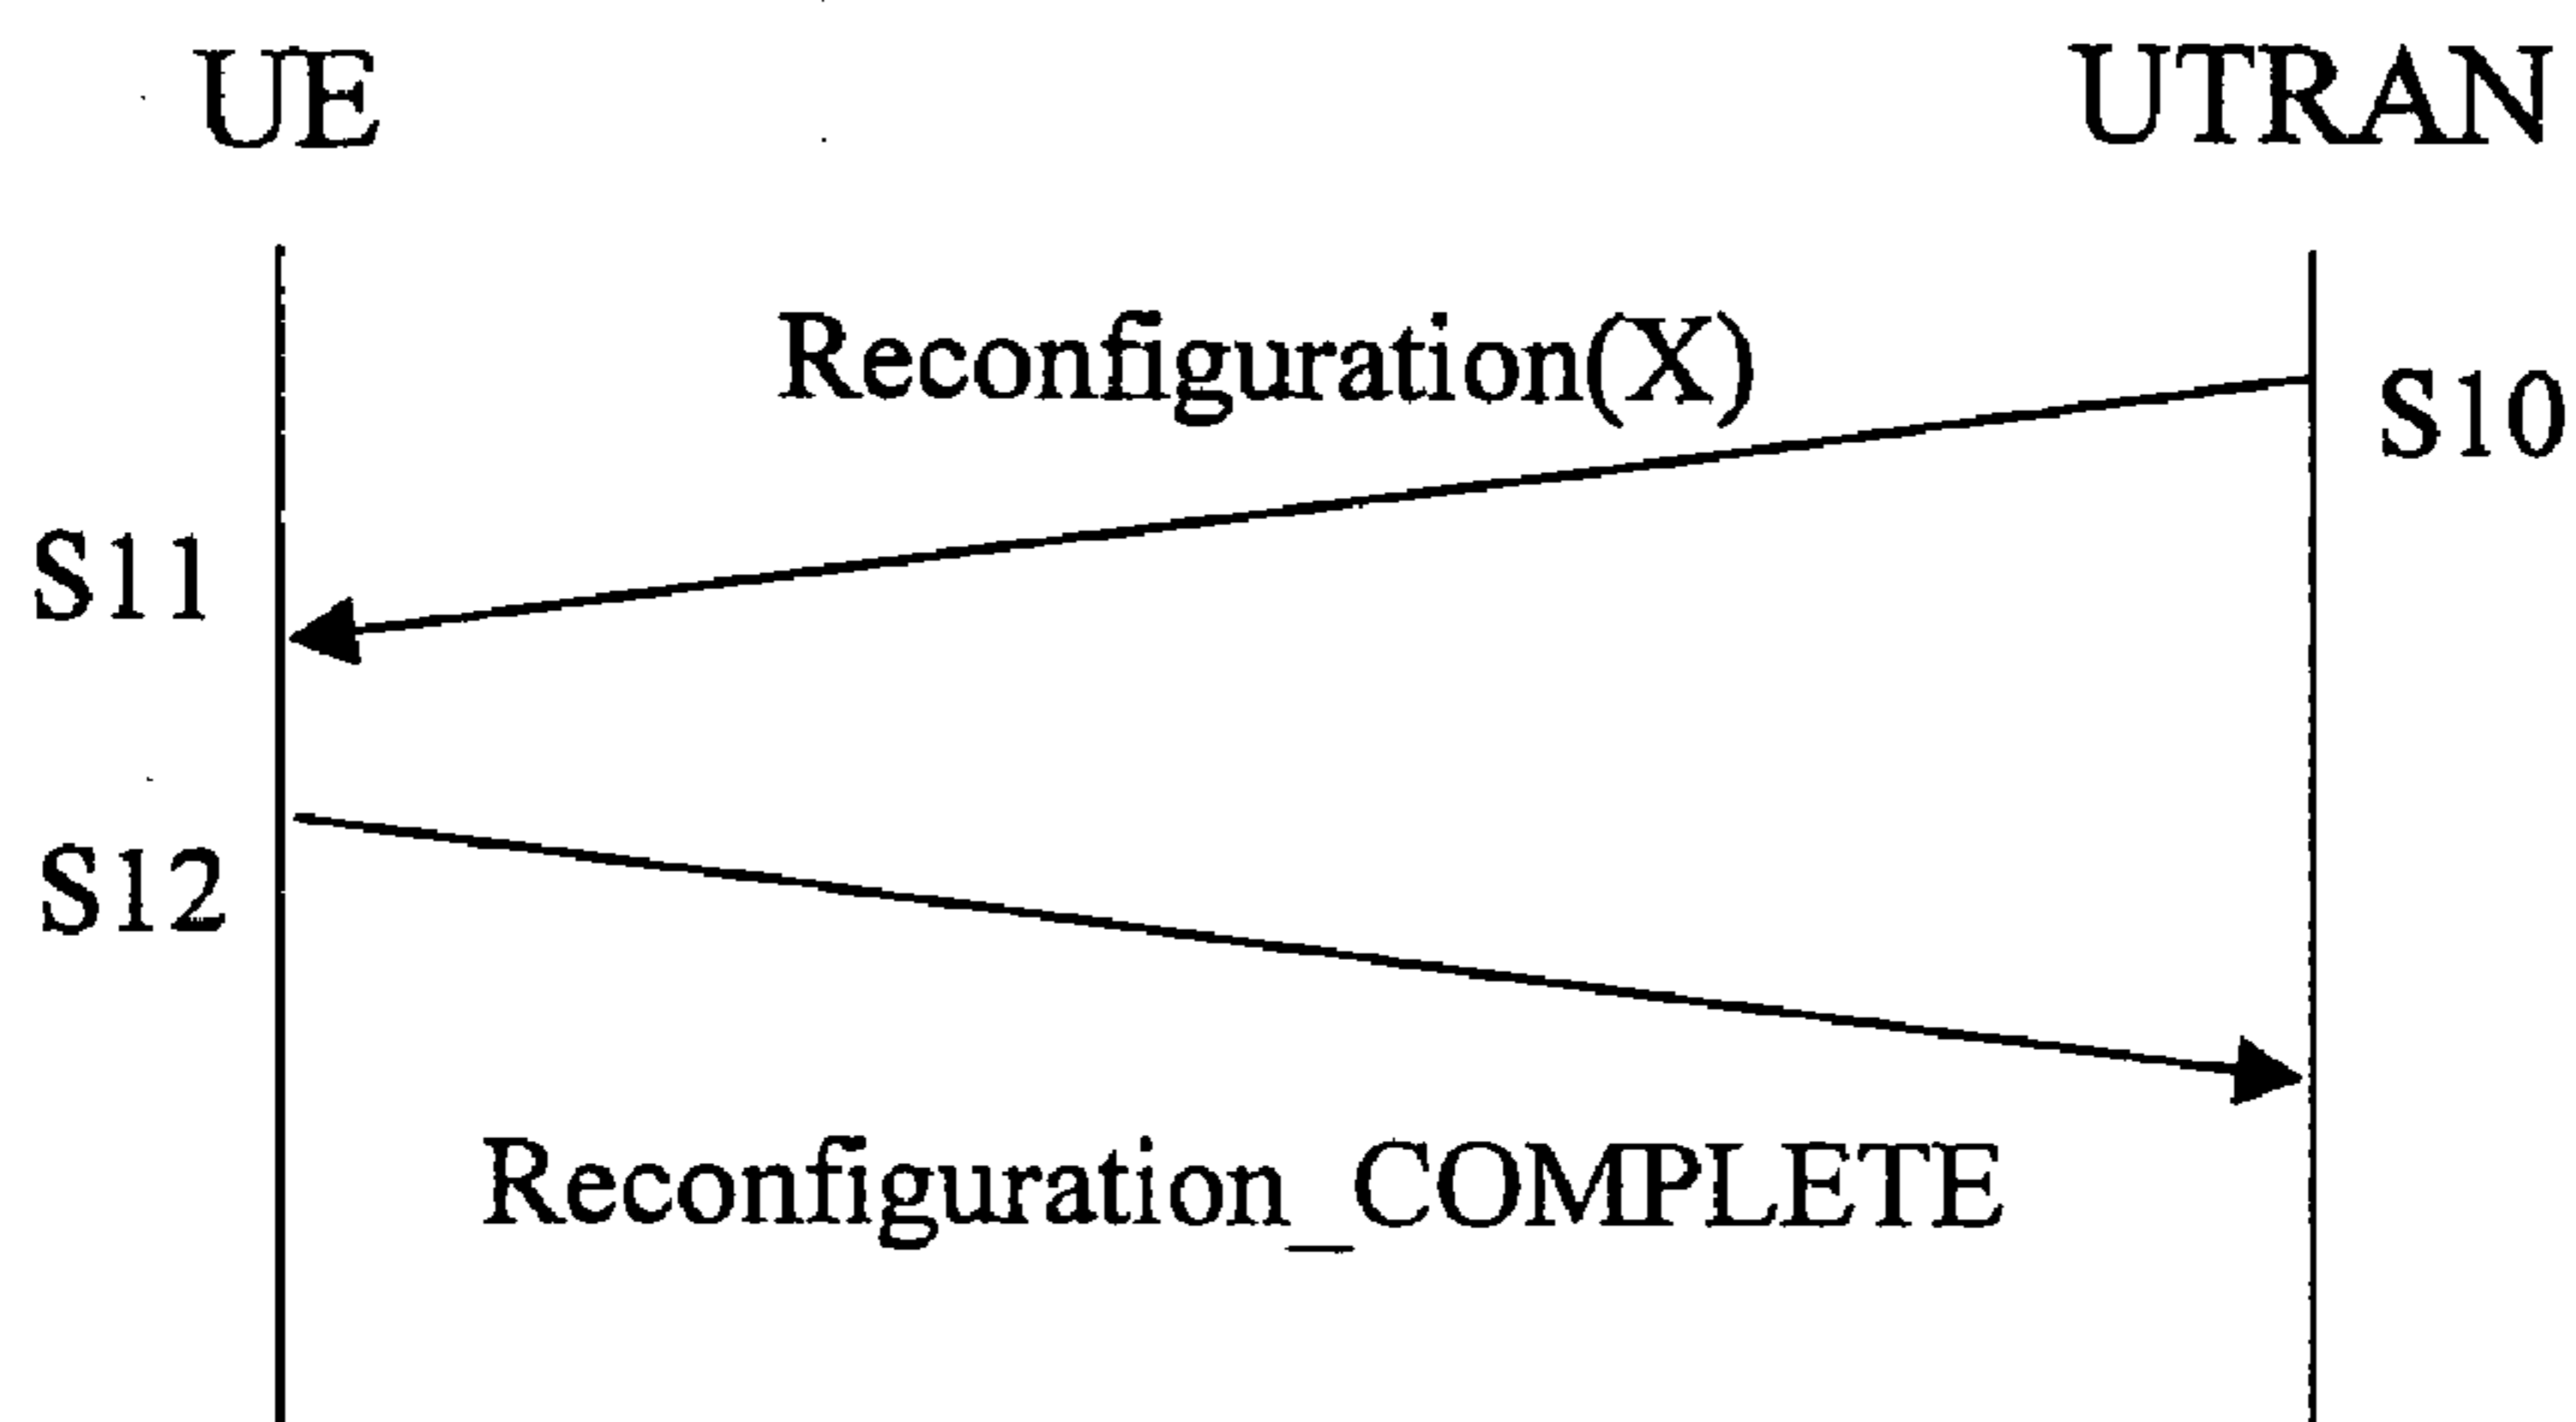 UE
UTRAN
Reconfiguration(X)
S10
S11
S12
Reconfiguration_COMPLETE